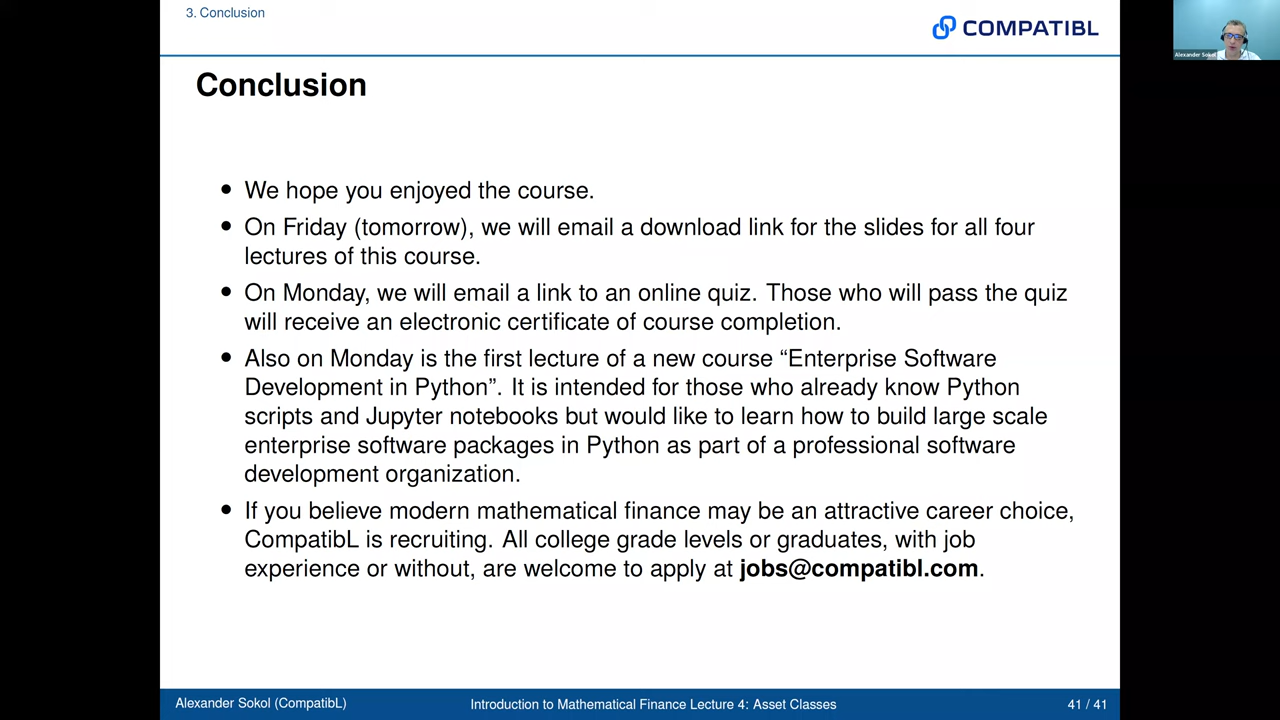 3. Conclusion
COMPATIBL
Alexander Sokol
Conclusion
• We hope you enjoyed the course.
• On Friday (tomorrow), we will email a download link for the slides for all four
lectures of this course.
• On Monday, we will email a link to an online quiz. Those who will pass the quiz
will receive an electronic certificate of course completion.
• Also on Monday is the first lecture of a new course “Enterprise Software
Development in Python”. It is intended for those who already know Python
scripts and Jupyter notebooks but would like to learn how to build large scale
enterprise software packages in Python as part of a professional software
development organization.
• If you believe modern mathematical finance may be an attractive career choice,
CompatibL is recruiting. All college grade levels or graduates, with job
experience or without, are welcome to apply at jobs@compatibl.com.
Alexander Sokol (CompatibL)
Introduction to Mathematical Finance Lecture 4: Asset Classes
41 / 41